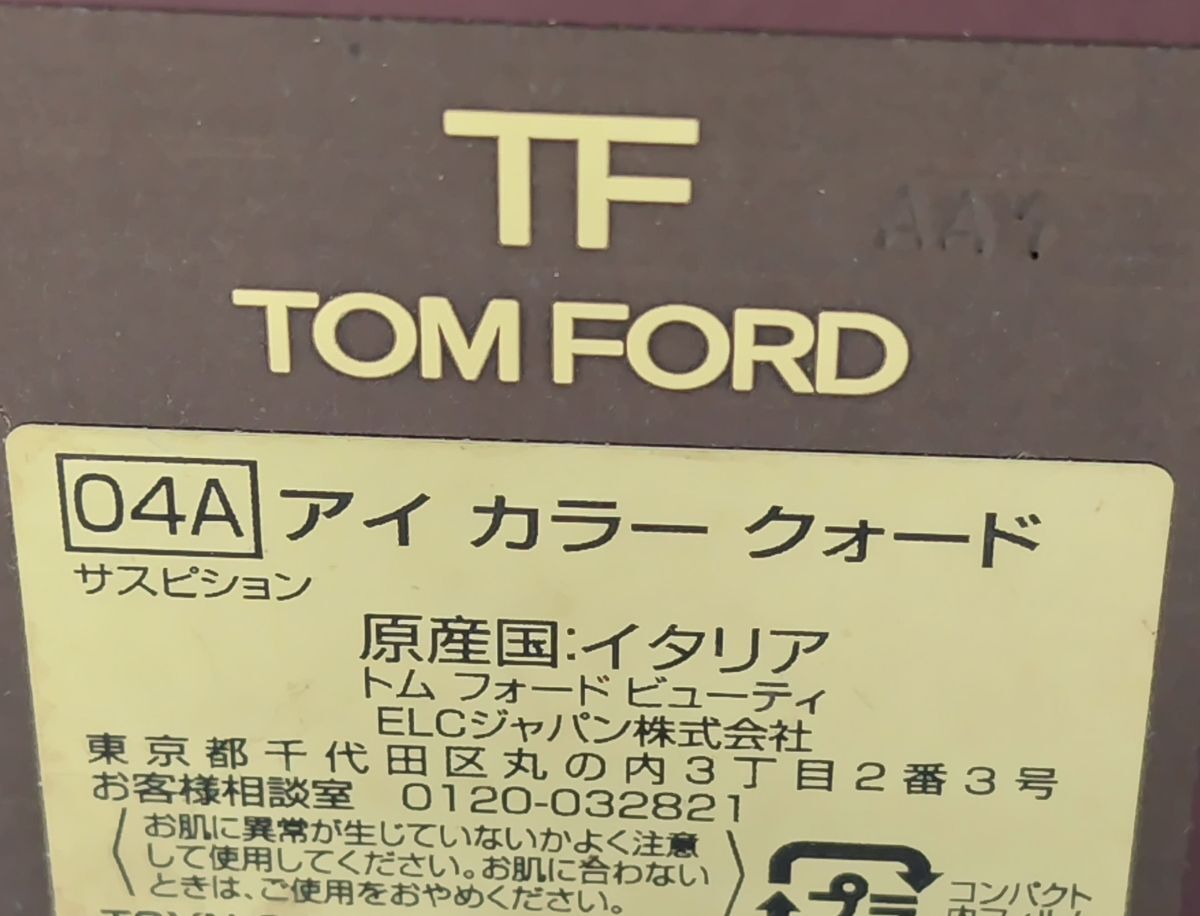 TF
TOM FORD
04A アイ カラー クォード
サスピション
原産国:イタリア
トム フォード ビューティ
ELCジャパン株式会社
東京都千代田区丸の内3丁目2番3号
お客様相談室 0120-032821
お肌に異常が生じていないかよく注意
して使用してください。お肌に合わない
ときは、ご使用をおやめください。
プラ
コンパクト